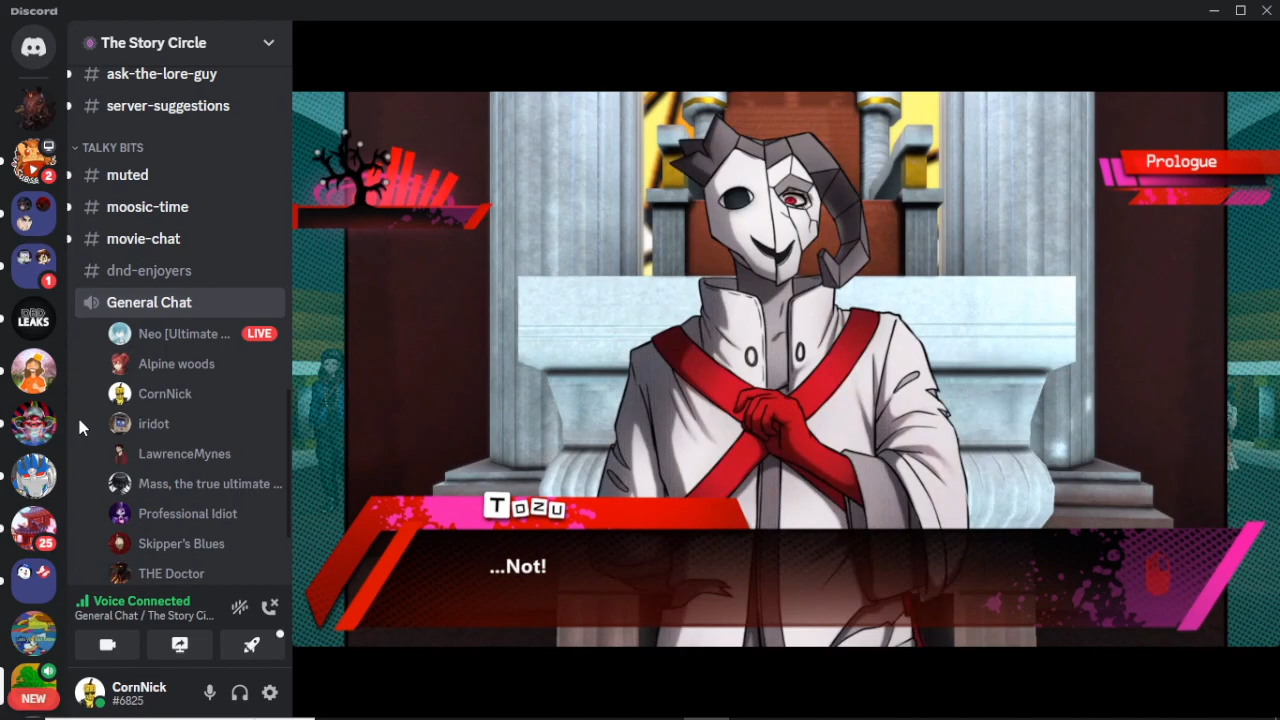 Discord
The Story Circle
ask-the-lore-guy
server-suggestions
TALKY BITS
muted
moosic-time
movie-chat
dnd-enjoyers
General Chat
Neo [Ultimate ...
LIVE
Alpine woods
CornNick
iridot
LawrenceMynes
Mass, the true ultimate ...
Professional Idiot
Skipper's Blues
THE Doctor
Voice Connected
General Chat / The Story Ci...
CornNick
#6825
2
1
DBD
LEAKS
25
NEW
Prologue
Tozu
...Not!